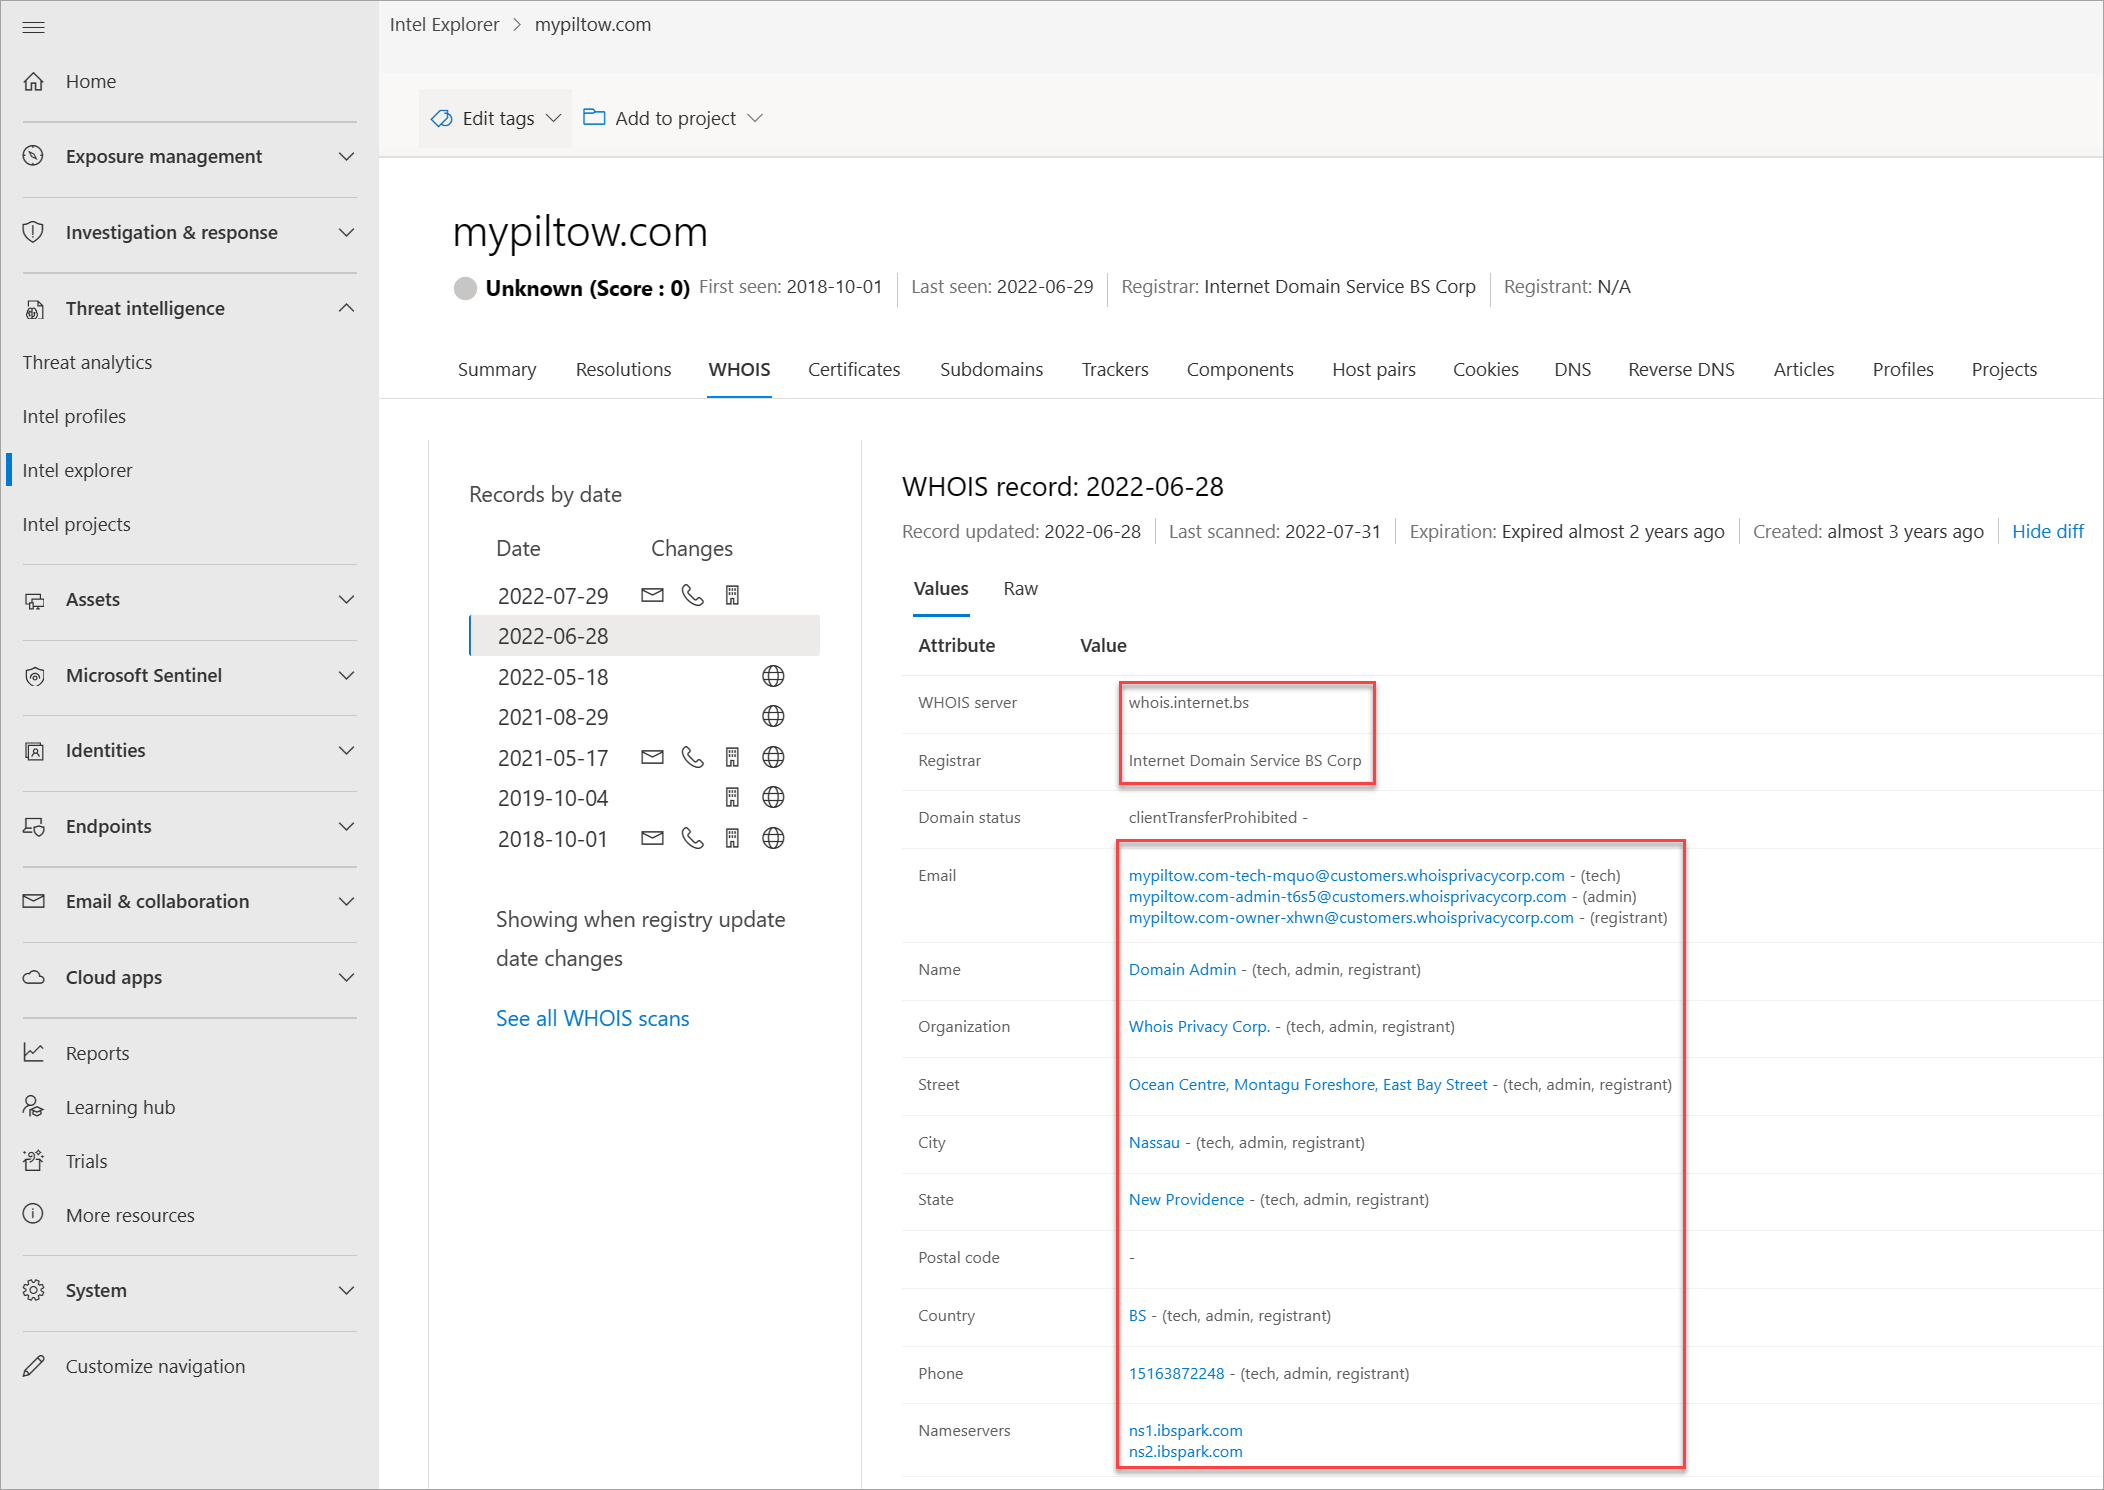 Intel Explorer > mypiltow.com
Home
Exposure management
Investigation & response
Threat intelligence
Threat analytics
Intel profiles
Intel explorer
Intel projects
Assets
Microsoft Sentinel
Identities
Endpoints
Email & collaboration
Cloud apps
Reports
Learning hub
Trials
More resources
System
Customize navigation
Edit tags
Add to project
mypiltow.com
Unknown (Score : 0) First seen: 2018-10-01 Last seen: 2022-06-29 Registrar: Internet Domain Service BS Corp Registrant: N/A
Summary Resolutions WHOIS Certificates Subdomains Trackers Components Host pairs Cookies DNS Reverse DNS Articles Profiles Projects
Records by date
Date Changes
2022-07-29
2022-06-28
2022-05-18
2021-08-29
2021-05-17
2019-10-04
2018-10-01
Showing when registry update
date changes
See all WHOIS scans
WHOIS record: 2022-06-28
Record updated: 2022-06-28 Last scanned: 2022-07-31 Expiration: Expired almost 2 years ago Created: almost 3 years ago Hide diff
Values Raw
Attribute Value
WHOIS server whois.internet.bs
Registrar Internet Domain Service BS Corp
Domain status clientTransferProhibited -
Email mypiltow.com-tech-mquo@customers.whoisprivacycorp.com - (tech)
mypiltow.com-admin-t6s5@customers.whoisprivacycorp.com - (admin)
mypiltow.com-owner-xhwn@customers.whoisprivacycorp.com - (registrant)
Name Domain Admin - (tech, admin, registrant)
Organization Whois Privacy Corp. - (tech, admin, registrant)
Street Ocean Centre, Montagu Foreshore, East Bay Street - (tech, admin, registrant)
City Nassau - (tech, admin, registrant)
State New Providence - (tech, admin, registrant)
Postal code -
Country BS - (tech, admin, registrant)
Phone 15163872248 - (tech, admin, registrant)
Nameservers ns1.ibspark.com
ns2.ibspark.com